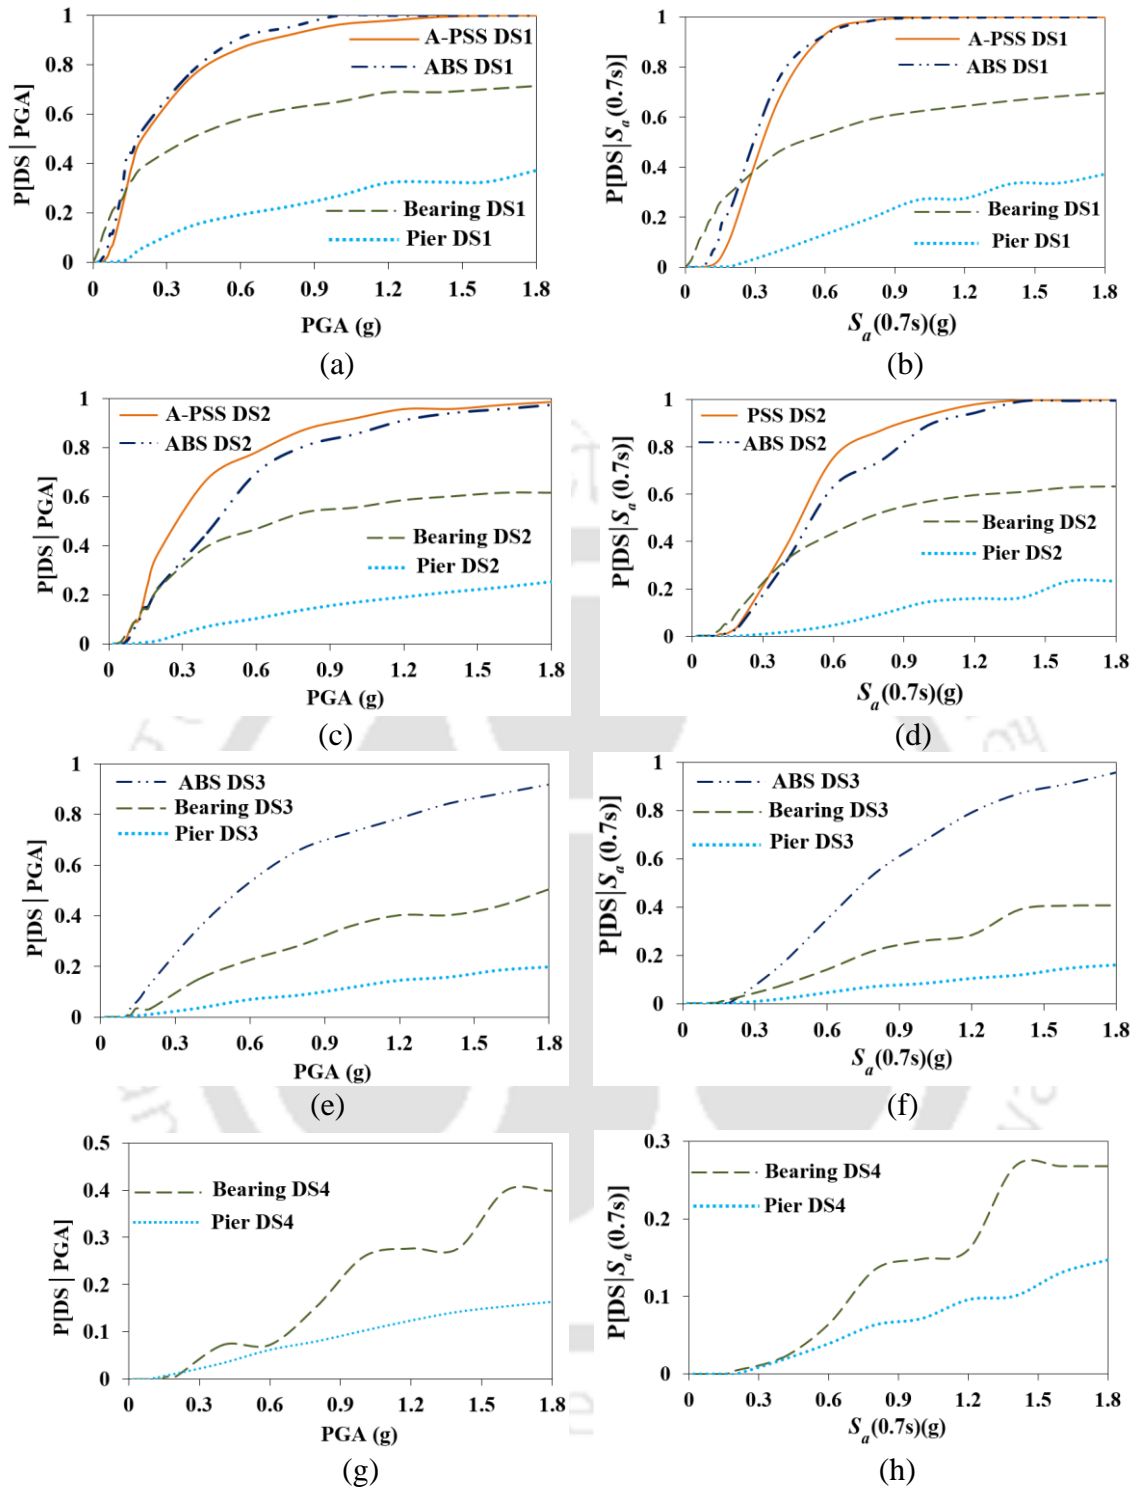 P[DS | PGA]
1
0.8
0.6
0.4
0.2
0
A-PSS DS1
ABS DS1
Bearing DS1
Pier DS1
0 0.3 0.6 0.9 1.2 1.5 1.8
PGA (g)
(a)
P[DS|Sa(0.7s)]
1
0.8
0.6
0.4
0.2
0
A-PSS DS1
ABS DS1
Bearing DS1
Pier DS1
0 0.3 0.6 0.9 1.2 1.5 1.8
Sa(0.7s)(g)
(b)
P[DS | PGA]
1
0.8
0.6
0.4
0.2
0
A-PSS DS2
ABS DS2
Bearing DS2
Pier DS2
0 0.3 0.6 0.9 1.2 1.5 1.8
PGA (g)
(c)
P[DS|Sa(0.7s)]
1
0.8
0.6
0.4
0.2
0
PSS DS2
ABS DS2
Bearing DS2
Pier DS2
0 0.3 0.6 0.9 1.2 1.5 1.8
Sa(0.7s)(g)
(d)
P[DS | PGA]
1
0.8
0.6
0.4
0.2
0
ABS DS3
Bearing DS3
Pier DS3
0 0.3 0.6 0.9 1.2 1.5 1.8
PGA (g)
(e)
P[DS|Sa(0.7s)]
1
0.8
0.6
0.4
0.2
0
ABS DS3
Bearing DS3
Pier DS3
0 0.3 0.6 0.9 1.2 1.5 1.8
Sa(0.7s)(g)
(f)
P[DS | PGA]
0.5
0.4
0.3
0.2
0.1
0
Bearing DS4
Pier DS4
0 0.3 0.6 0.9 1.2 1.5 1.8
PGA (g)
(g)
P[DS|Sa(0.7s)]
0.3
0.2
0.1
0
Bearing DS4
Pier DS4
0 0.3 0.6 0.9 1.2 1.5 1.8
Sa(0.7s)(g)
(h)